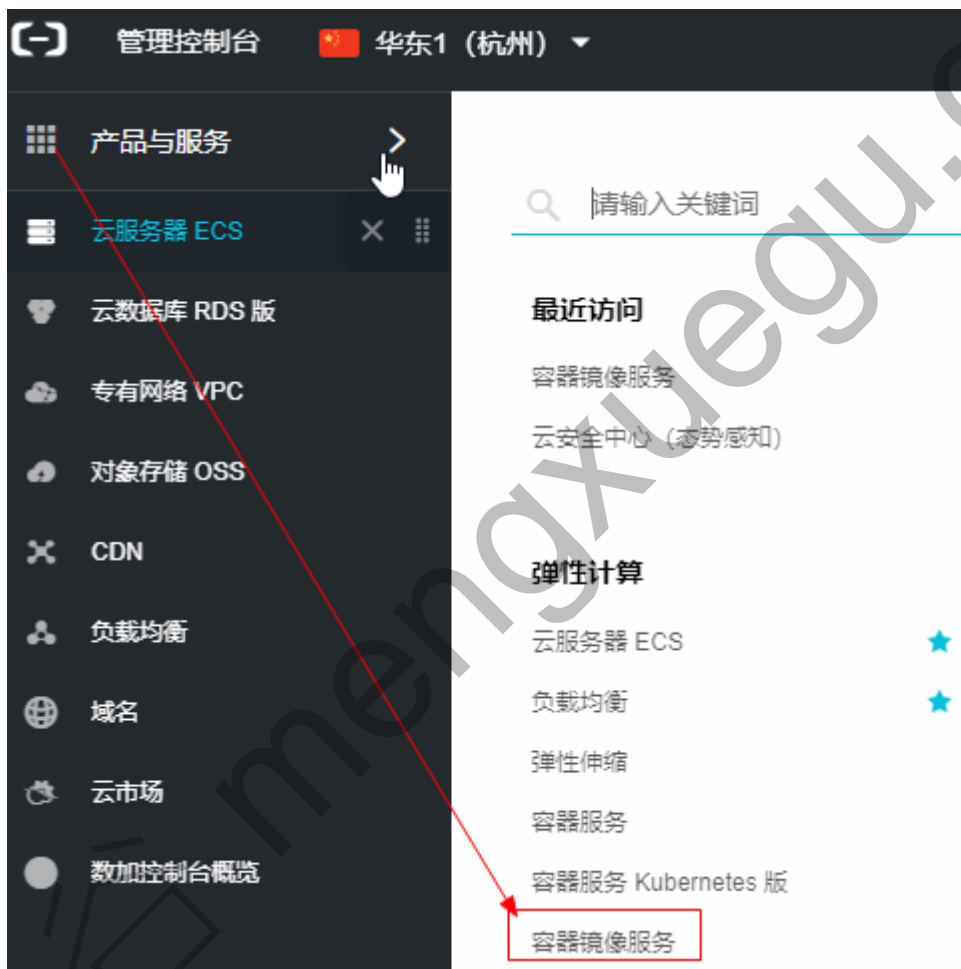 管理控制台 华东1（杭州）
产品与服务
云服务器 ECS
云数据库 RDS 版
专有网络 VPC
对象存储 OSS
CDN
负载均衡
域名
云市场
数加控制台概览
请输入关键词
最近访问
容器镜像服务
云安全中心（态势感知）
弹性计算
云服务器 ECS
负载均衡
弹性伸缩
容器服务
容器服务 Kubernetes 版
容器镜像服务
谷 mengxuegu.c